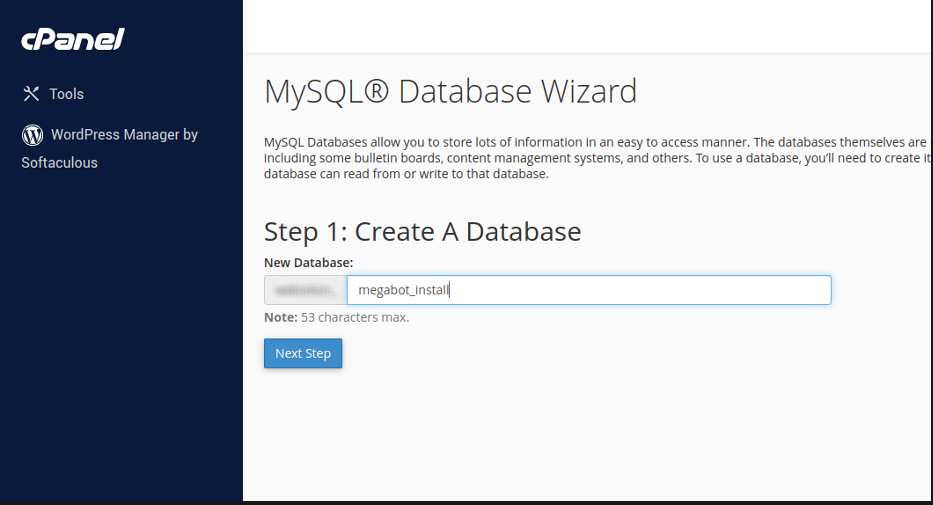 cPanel
Tools
WordPress Manager by
Softaculous
MySQL® Database Wizard
MySQL Databases allow you to store lots of information in an easy to access manner. The databases themselves are
including some bulletin boards, content management systems, and others. To use a database, you’ll need to create it
database can read from or write to that database.
Step 1: Create A Database
New Database:
megabot_install
Note: 53 characters max.
Next Step